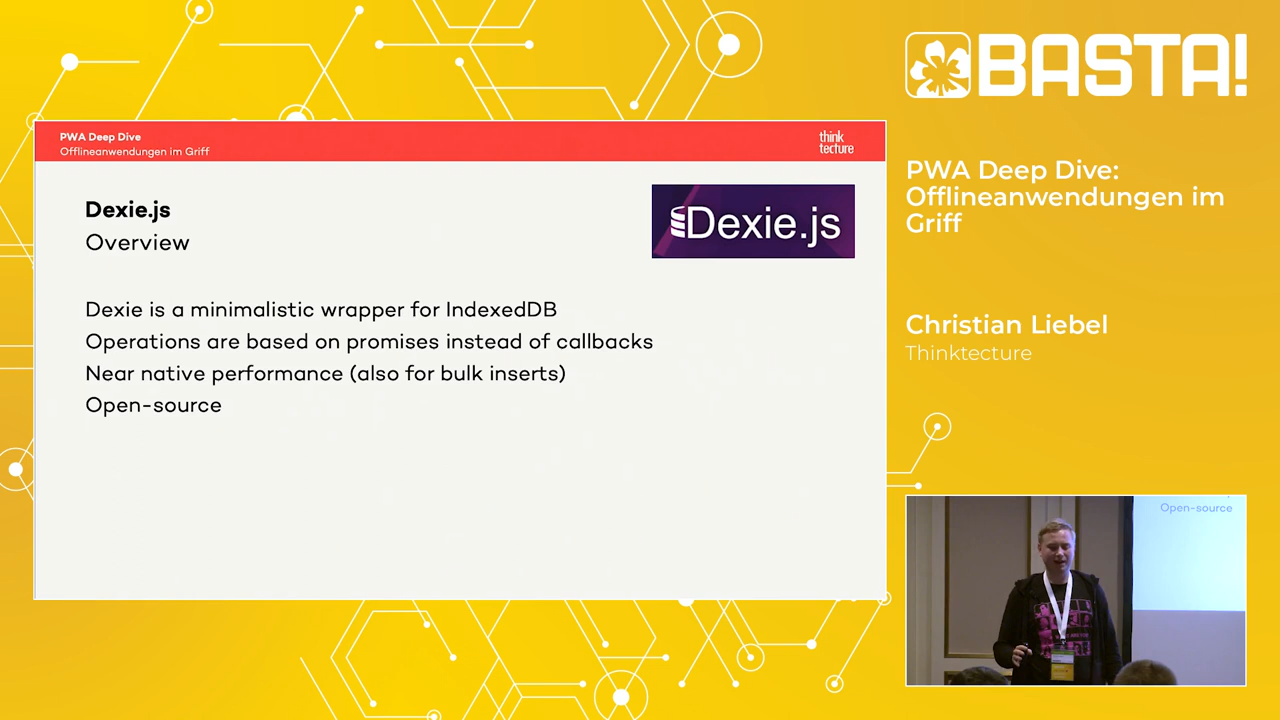 BASTA!
PWA Deep Dive
Offlineanwendungen im Griff
think
tecture
Dexie.js
Overview
Dexie.js
Dexie is a minimalistic wrapper for IndexedDB
Operations are based on promises instead of callbacks
Near native performance (also for bulk inserts)
Open-source
PWA Deep Dive:
Offlineanwendungen im
Griff
Christian Liebel
Thinktecture
Open-source